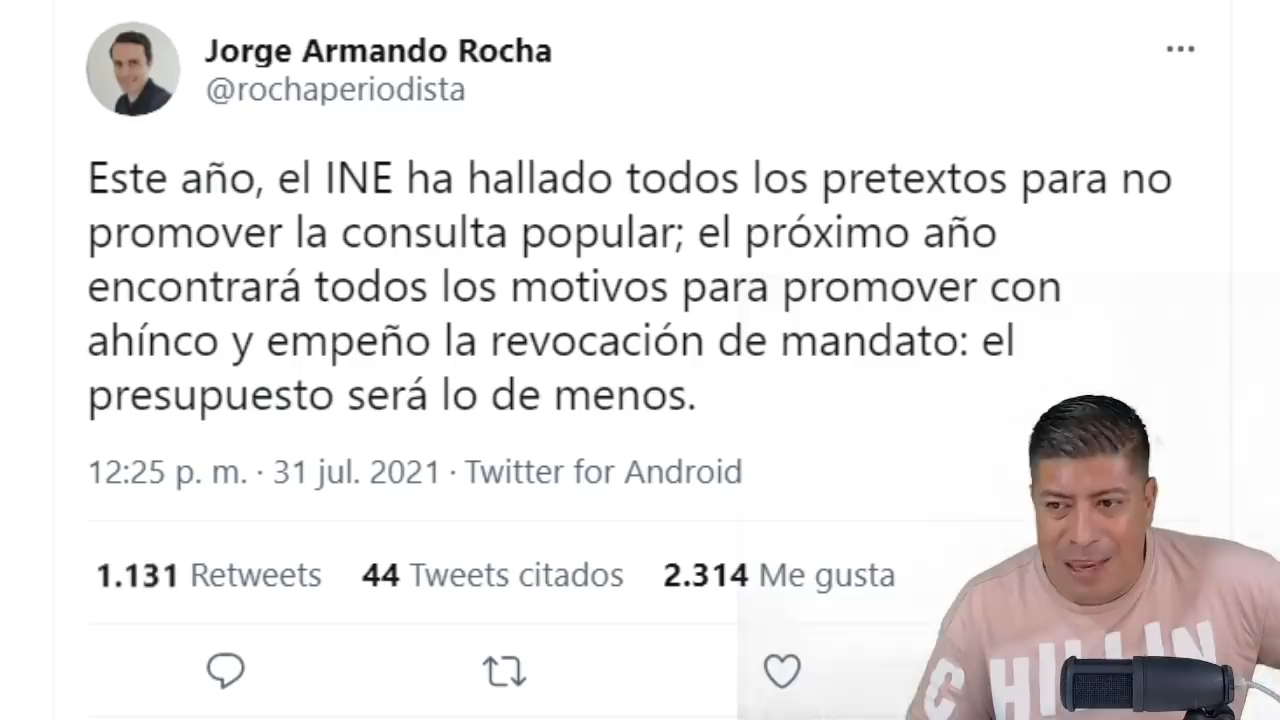 Jorge Armando Rocha
@rochaperiodista
Este año, el INE ha hallado todos los pretextos para no
promover la consulta popular; el próximo año
encontrará todos los motivos para promover con
ahínco y empeño la revocación de mandato: el
presupuesto será lo de menos.
12:25 p. m. · 31 jul. 2021 · Twitter for Android
1.131 Retweets 44 Tweets citados 2.314 Me gusta
CHILLIN